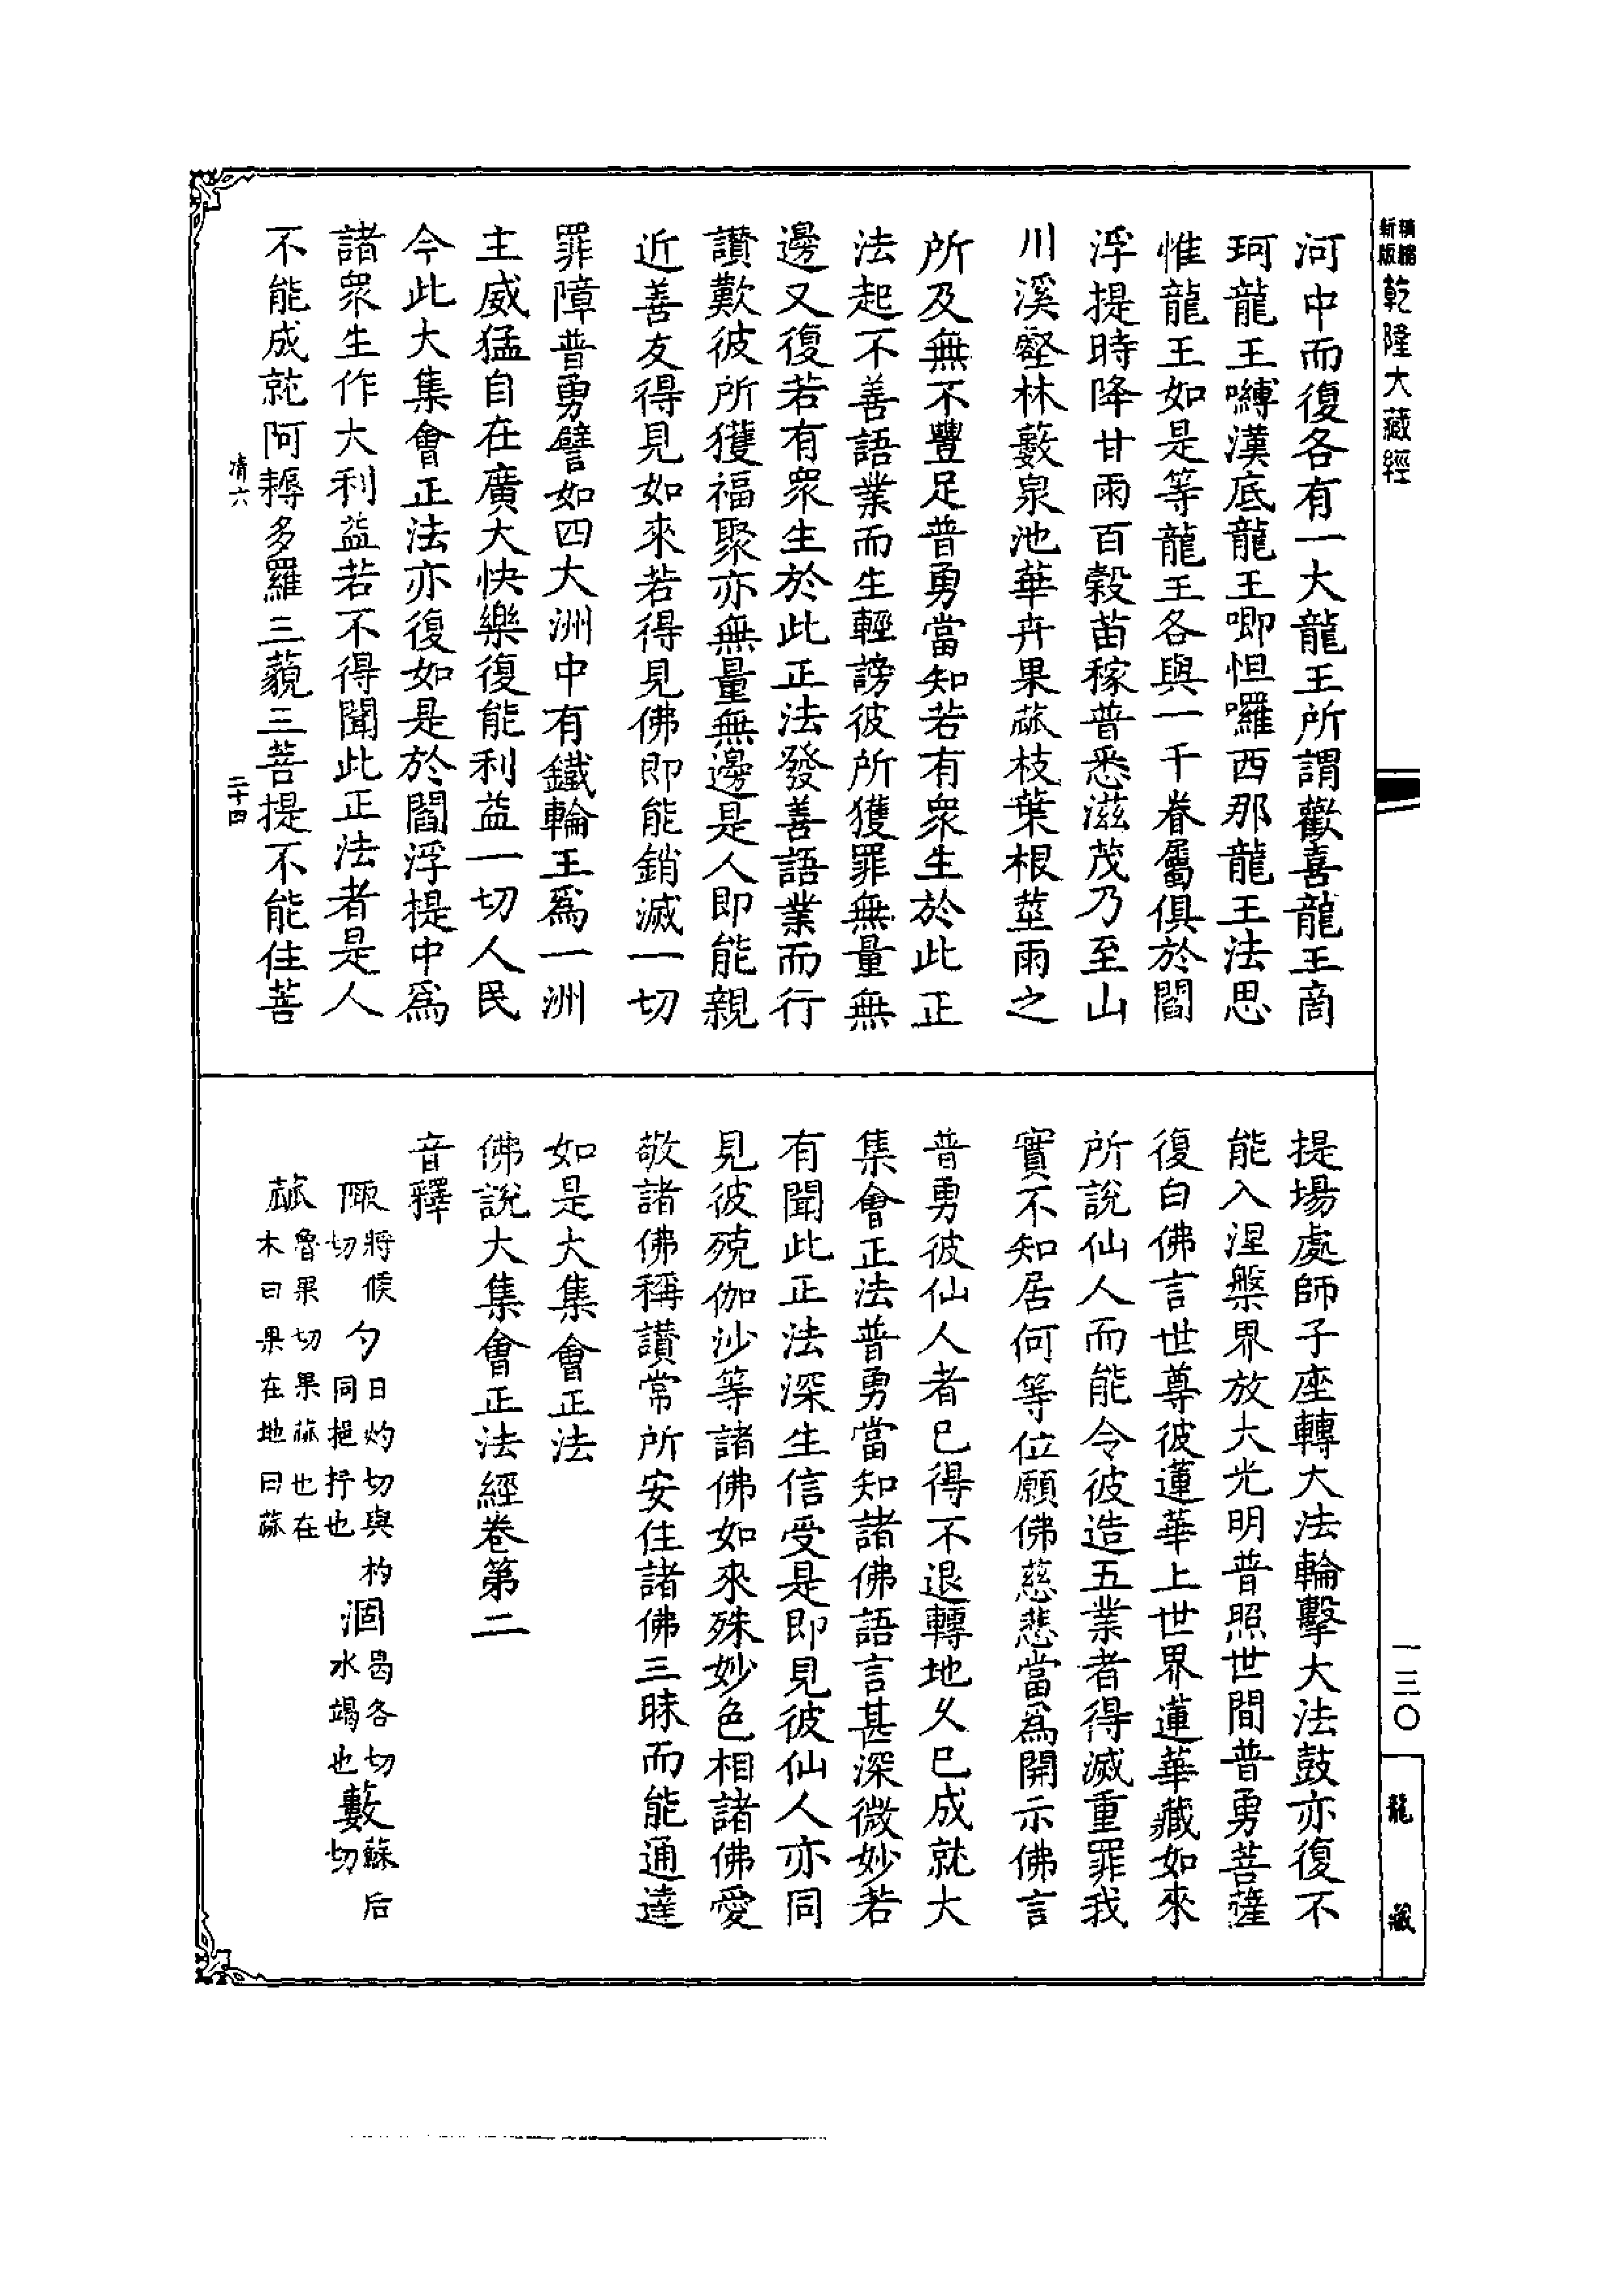 新版精縮
乾隆大藏經
河中而復各有一大龍王所謂歡喜龍王商
珂龍王嚩漢底龍王唧怛囉西那龍王法思
惟龍王如是等龍王各與一千眷屬俱於閻
浮提時降甘雨百穀苗稼普悉滋茂乃至山
川溪壑林藪泉池華卉果蓏枝葉根莖雨之
所及無不豐足普勇當知若有眾生於此正
法起不善語業而生輕謗彼所獲罪無量無
邊又復若有眾生於此正法發善語業而行
讚歎彼所獲福聚亦無量無邊是人即能親
近善友得見如來若得見佛即能銷滅一切
罪障普勇譬如四大洲中有鐵輪王為一洲
主威猛自在廣大快樂復能利益一切人民
今此大集會正法亦復如是於閻浮提中為
諸眾生作大利益若不得聞此正法者是人
不能成就阿耨多羅三藐三菩提不能住菩
清六
二十四
提場處師子座轉大法輪擊大法鼓亦復不
能入涅槃界放大光明普照世間普勇菩薩
復白佛言世尊彼蓮華上世界蓮華藏如來
所說仙人而能令彼造五業者得滅重罪我
實不知居何等位願佛慈悲當為開示佛言
普勇彼仙人者已得不退轉地久已成就大
集會正法普勇當知諸佛語言甚深微妙若
有聞此正法深生信受是即見彼仙人亦同
見彼殑伽沙等諸佛如來殊妙色相諸佛愛
敬諸佛稱讚常所安住諸佛三昧而能通達
如是大集會正法
佛說大集會正法經卷第二
音釋
陬將候切勺日灼切與杓同挹抒也涸曷各切水竭也藪蘇后切
蓏魯果切果蓏也在木曰果在地曰蓏
一三〇
龍藏